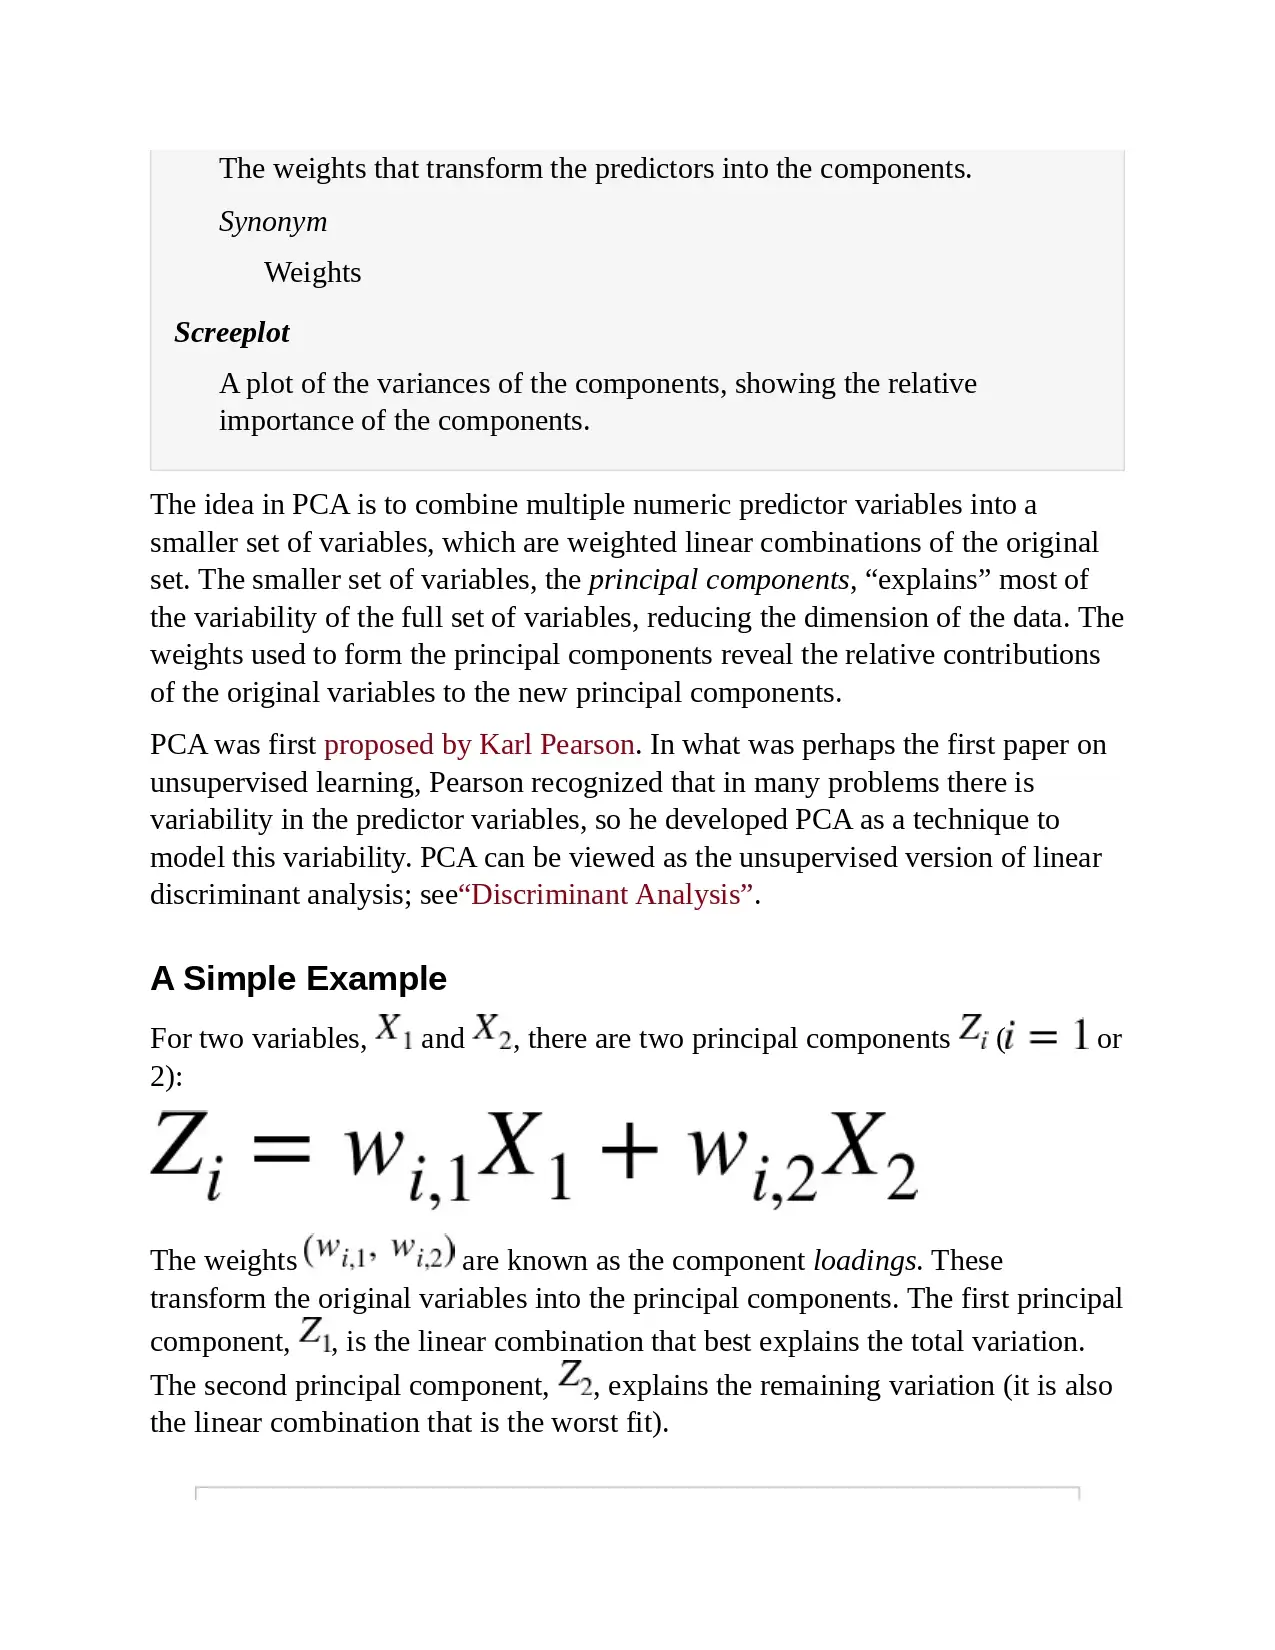 The weights that transform the predictors into the components.
Synonym
Weights
Screeplot
A plot of the variances of the components, showing the relative
importance of the components.
The idea in PCA is to combine multiple numeric predictor variables into a
smaller set of variables, which are weighted linear combinations of the original
set. The smaller set of variables, the principal components, “explains” most of
the variability of the full set of variables, reducing the dimension of the data. The
weights used to form the principal components reveal the relative contributions
of the original variables to the new principal components.
PCA was first proposed by Karl Pearson. In what was perhaps the first paper on
unsupervised learning, Pearson recognized that in many problems there is
variability in the predictor variables, so he developed PCA as a technique to
model this variability. PCA can be viewed as the unsupervised version of linear
discriminant analysis; see“Discriminant Analysis”.
A Simple Example
For two variables, X₁ and X₂, there are two principal components Zᵢ (i = 1 or
2):
Z_i = w_{i,1}X_1 + w_{i,2}X_2
The weights (w_{i,1}, w_{i,2}) are known as the component loadings. These
transform the original variables into the principal components. The first principal
component, Z₁, is the linear combination that best explains the total variation.
The second principal component, Z₂, explains the remaining variation (it is also
the linear combination that is the worst fit).